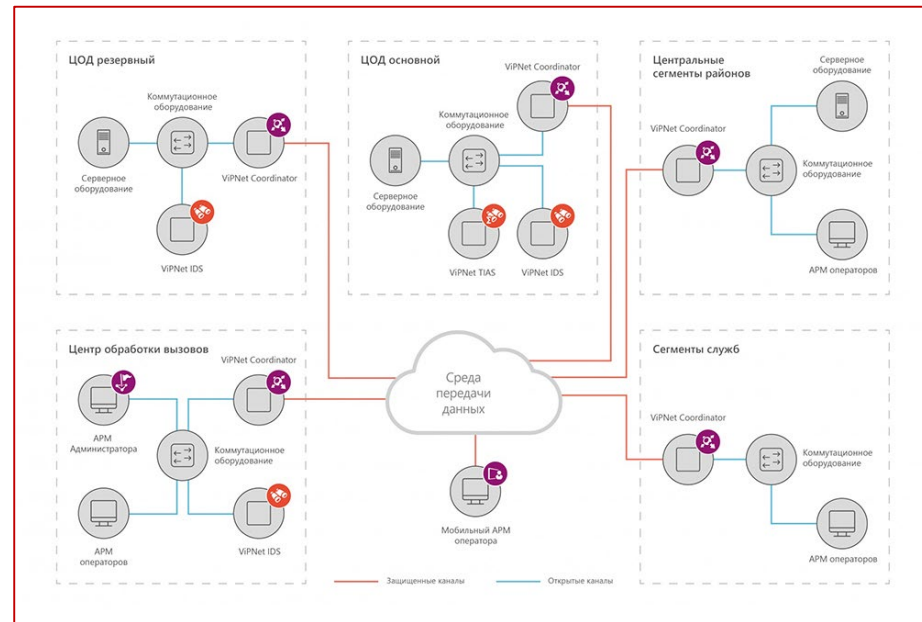 ЦОД резервный
Коммутационное
оборудование
Серверное
оборудование
ViPNet Coordinator
ViPNet IDS
ЦОД основной
ViPNet Coordinator
Коммутационное
оборудование
Серверное
оборудование
ViPNet TIAS
ViPNet IDS
Центральные
сегменты районов
Серверное
оборудование
ViPNet Coordinator
Коммутационное
оборудование
АРМ операторов
Центр обработки вызовов
ViPNet Coordinator
АРМ
Администратора
Коммутационное
оборудование
АРМ
операторов
ViPNet IDS
Среда
передачи
данных
Мобильный АРМ
оператора
Сегменты служб
ViPNet Coordinator
Коммутационное
оборудование
АРМ операторов
Защищенные каналы
Открытые каналы